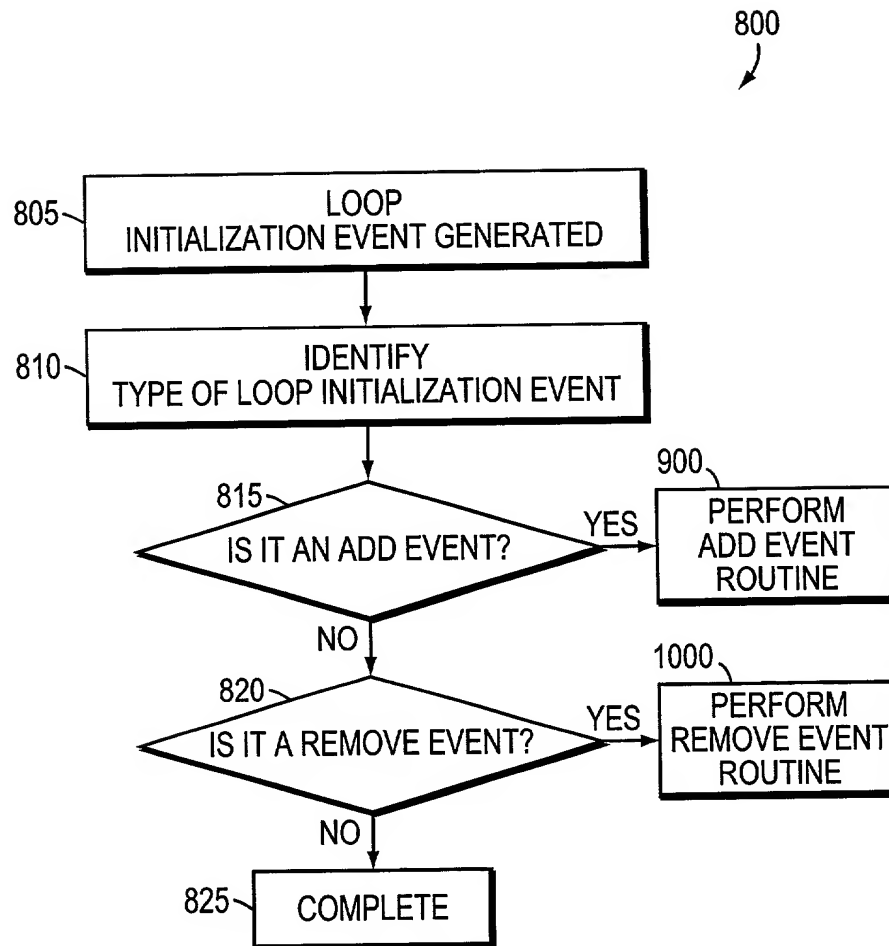 800
805
LOOP
INITIALIZATION EVENT GENERATED
810
IDENTIFY
TYPE OF LOOP INITIALIZATION EVENT
815
IS IT AN ADD EVENT?
YES
900
PERFORM
ADD EVENT
ROUTINE
NO
820
IS IT A REMOVE EVENT?
YES
1000
PERFORM
REMOVE EVENT
ROUTINE
NO
825
COMPLETE